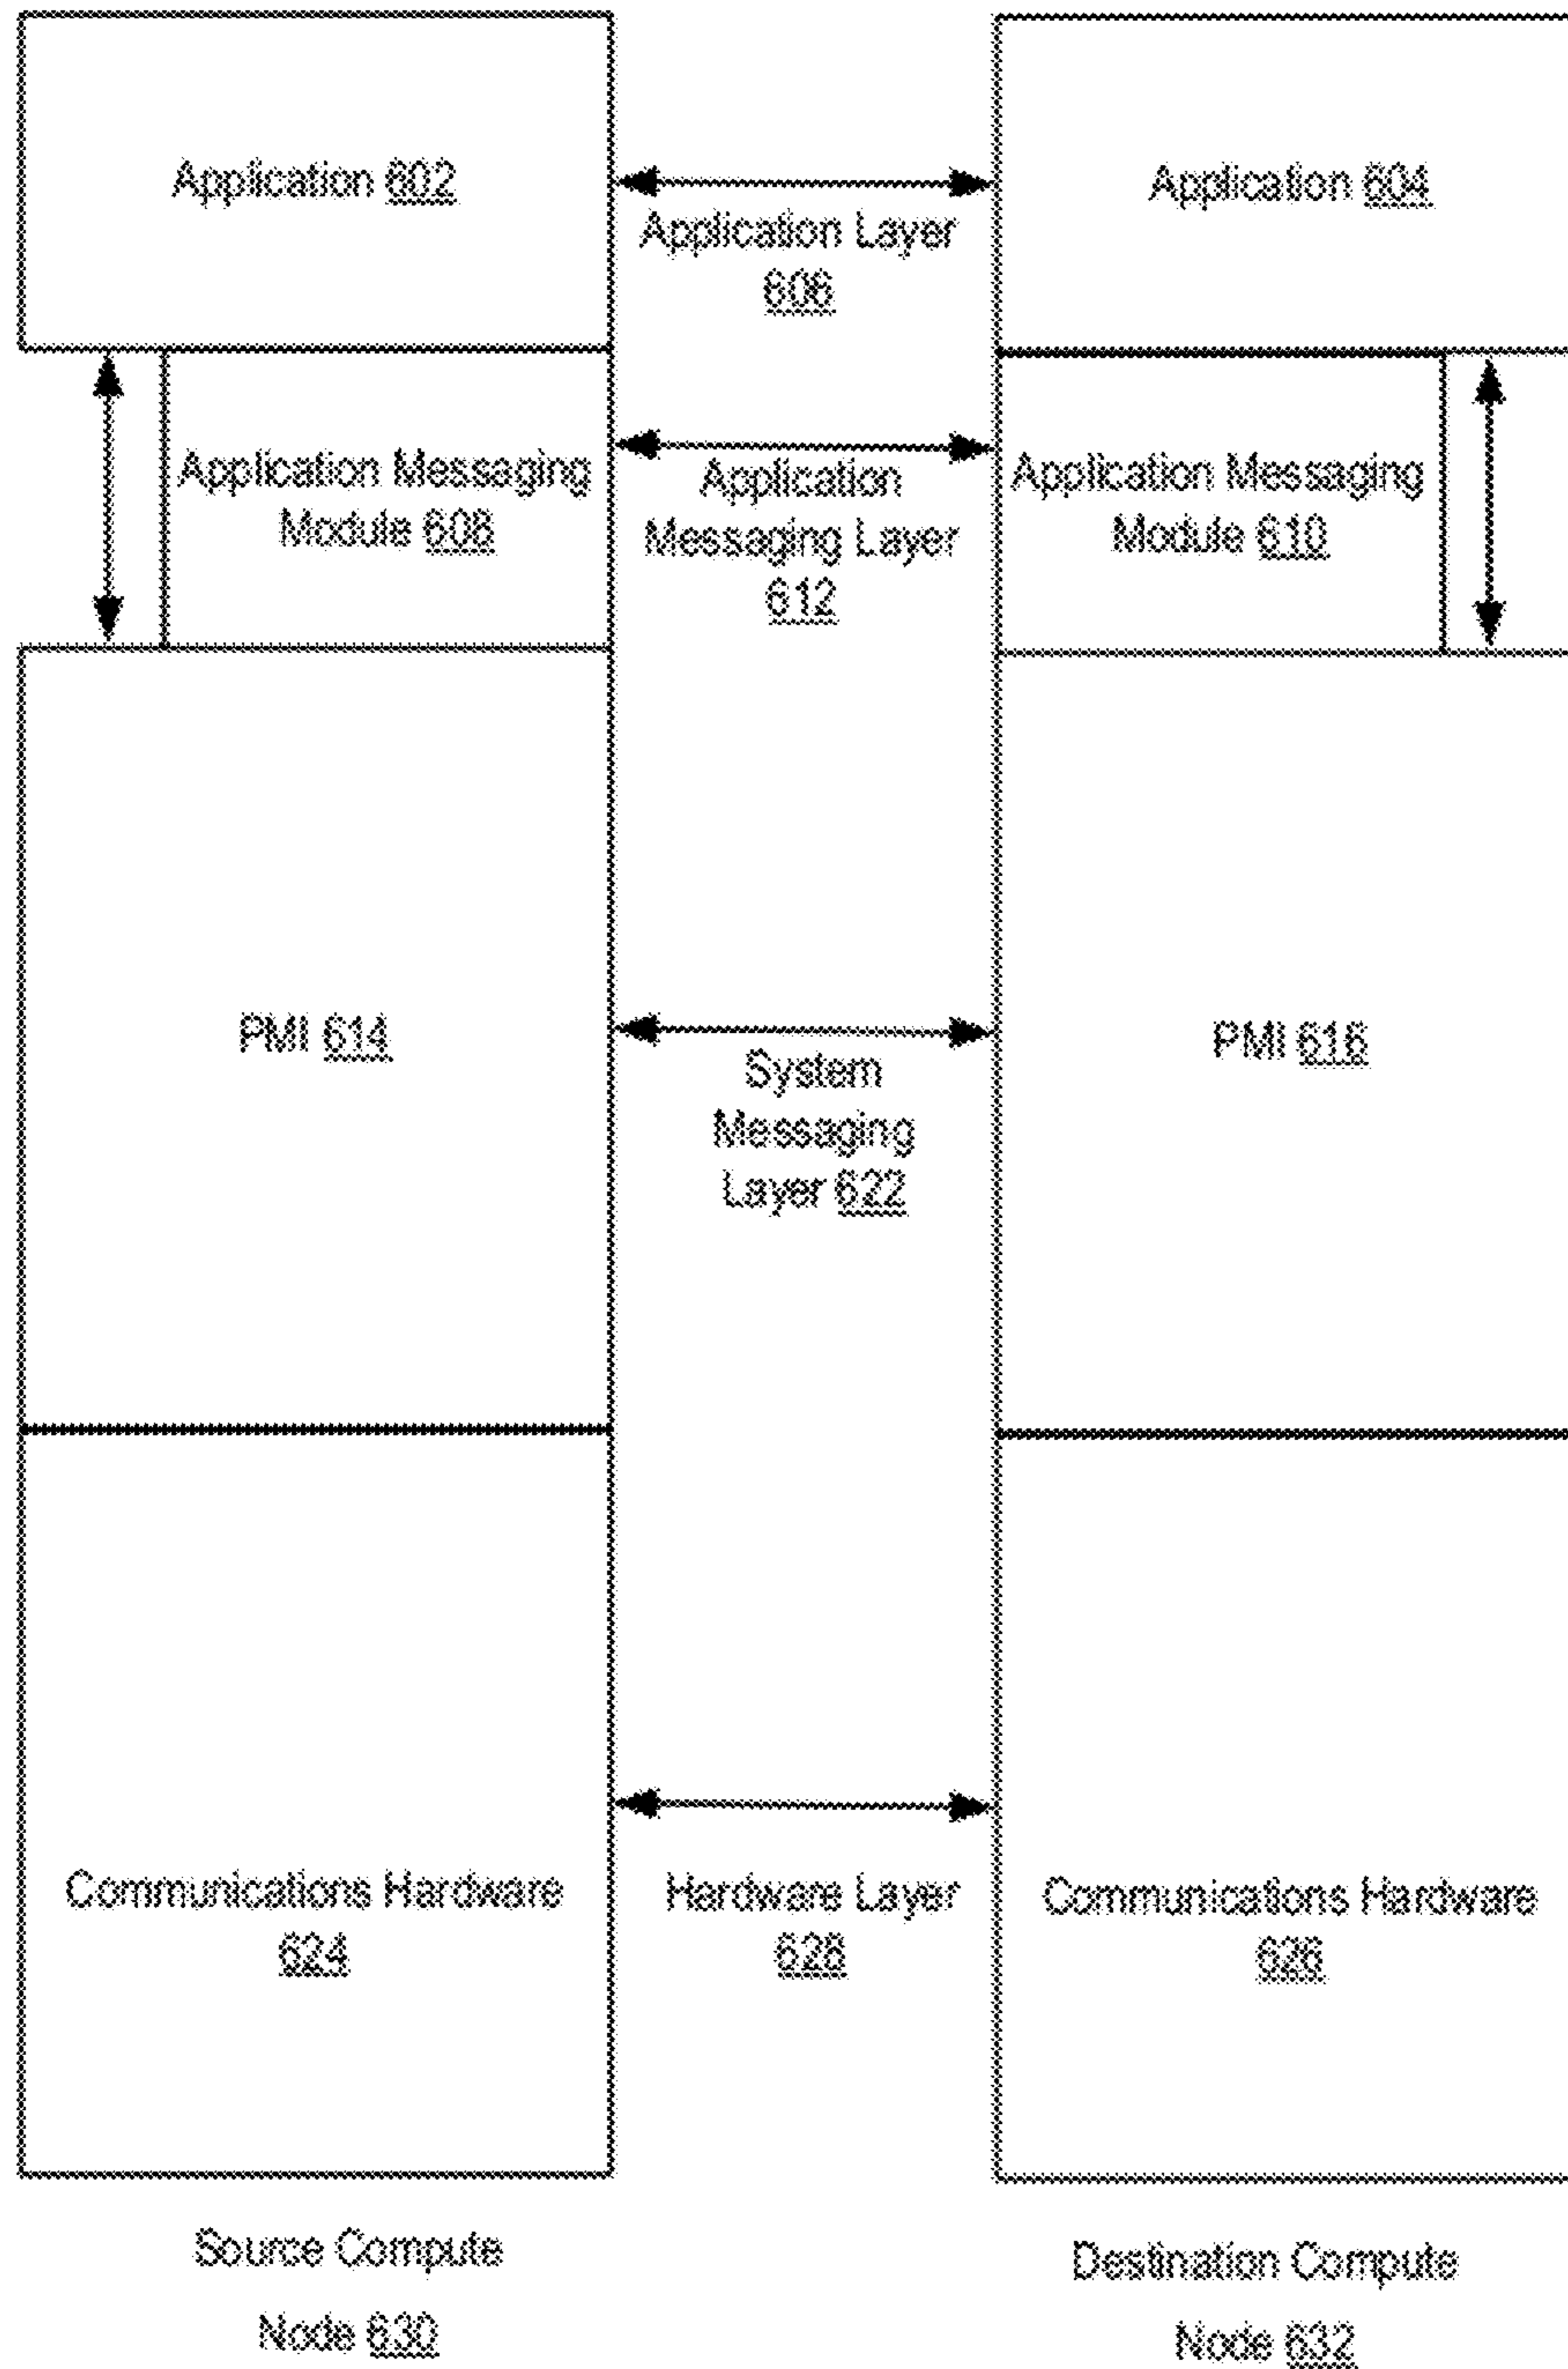 Application 602
Application Layer
606
Application 604
Application Messaging
Module 608
Application
Messaging Layer
612
Application Messaging
Module 610
PMI 614
System
Messaging
Layer 622
PMI 616
Communications Hardware
624
Hardware Layer
628
Communications Hardware
626
Source Compute
Node 630
Destination Compute
Node 632